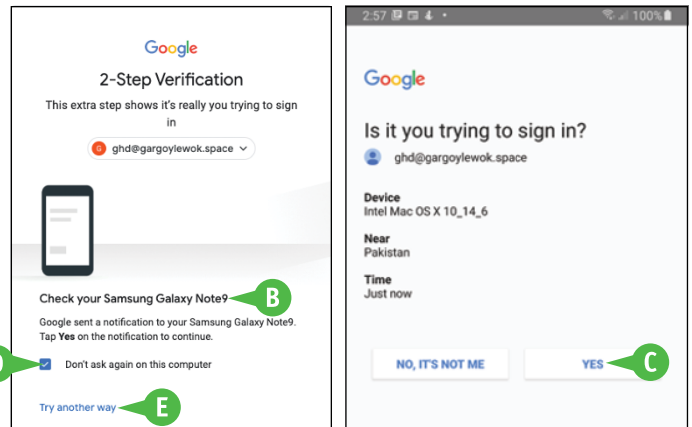 Google
2-Step Verification
This extra step shows it's really you trying to sign
in
G ghd@gargoylewok.space
Check your Samsung Galaxy Note9
B
Google sent a notification to your Samsung Galaxy Note9.
Tap Yes on the notification to continue.
Don't ask again on this computer
Try another way
E
2:57
100%
Google
Is it you trying to sign in?
ghd@gargoylewok.space
Device
Intel Mac OS X 10_14_6
Near
Pakistan
Time
Just now
NO, IT'S NOT ME
YES
C